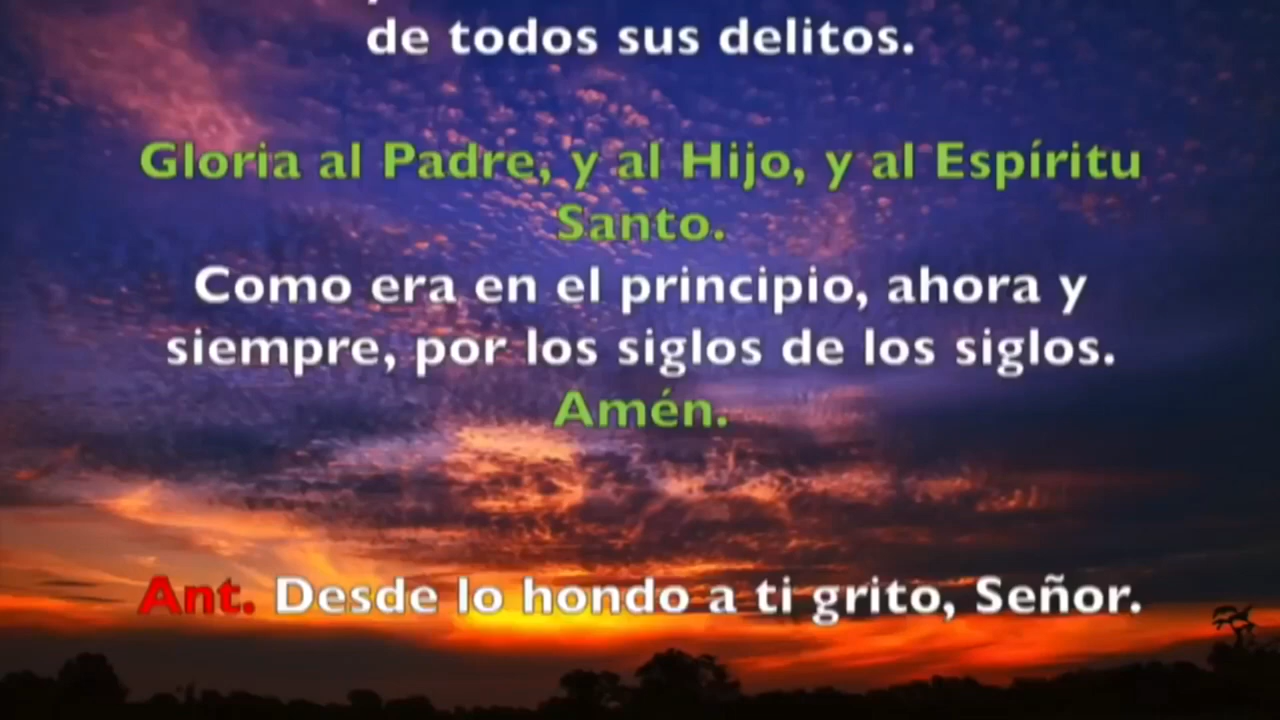 de todos sus delitos.
Gloria al Padre, y al Hijo, y al Espíritu
Santo.
Como era en el principio, ahora y
siempre, por los siglos de los siglos.
Amén.
Ant. Desde lo hondo a ti grito, Señor.